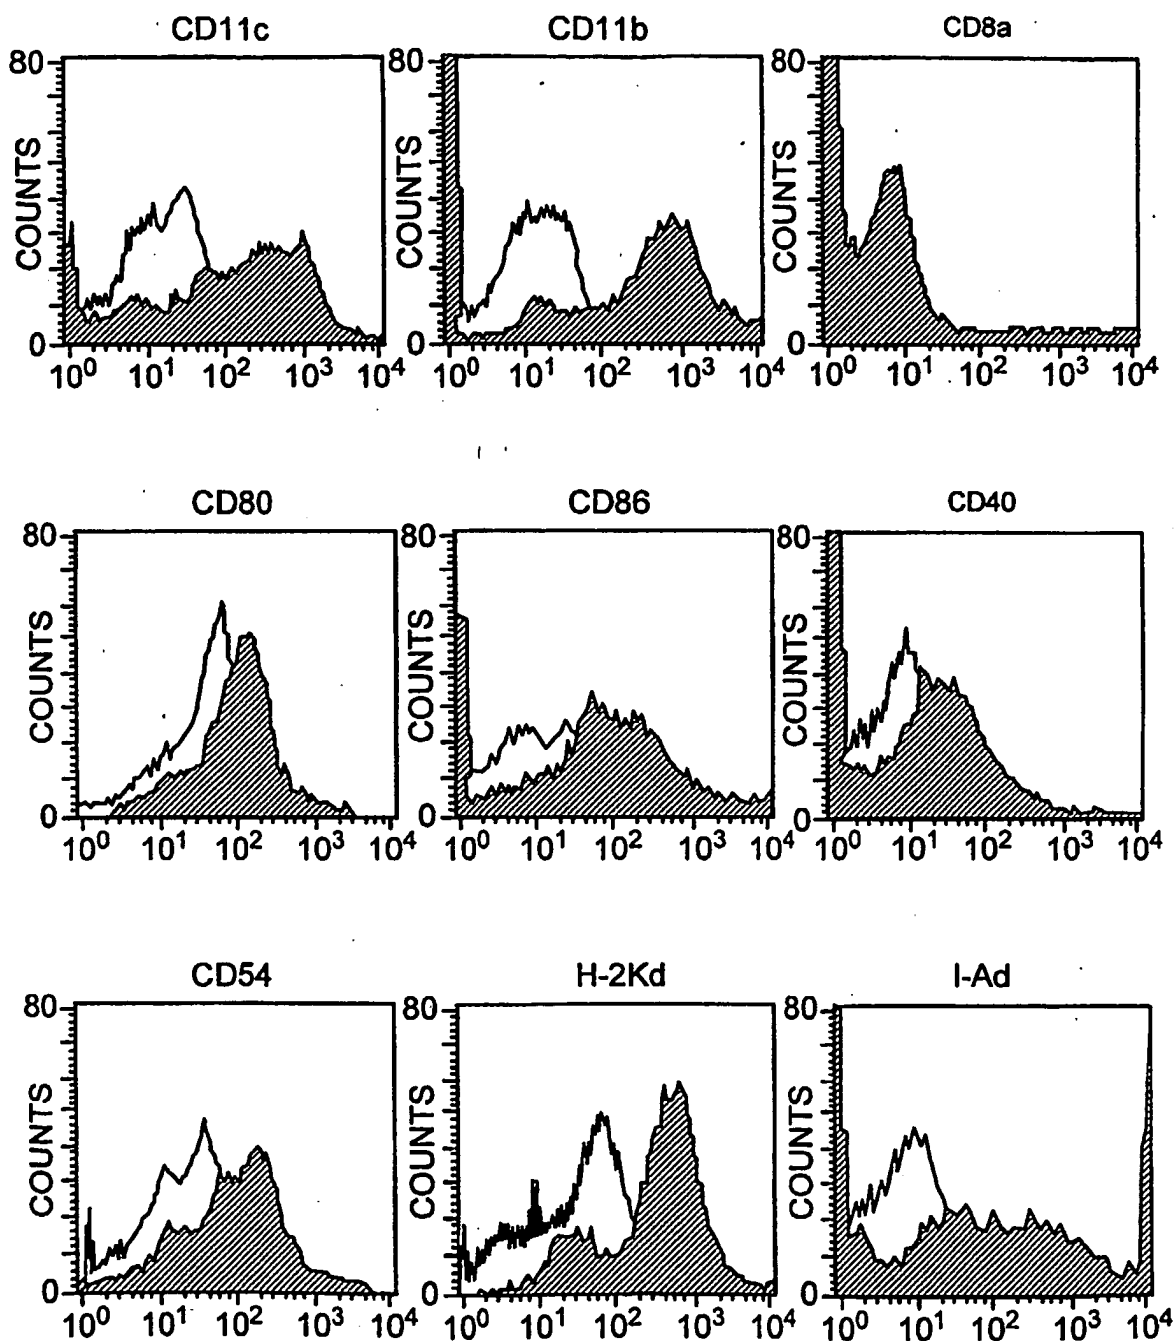 CD11c CD11b CD8a
80 80 80
COUNTS COUNTS COUNTS
0 0 0
10⁰ 10¹ 10² 10³ 10⁴ 10⁰ 10¹ 10² 10³ 10⁴ 10⁰ 10¹ 10² 10³ 10⁴
CD80 CD86 CD40
80 80 80
COUNTS COUNTS COUNTS
0 0 0
10⁰ 10¹ 10² 10³ 10⁴ 10⁰ 10¹ 10² 10³ 10⁴ 10⁰ 10¹ 10² 10³ 10⁴
CD54 H-2Kd I-Ad
80 80 80
COUNTS COUNTS COUNTS
0 0 0
10⁰ 10¹ 10² 10³ 10⁴ 10⁰ 10¹ 10² 10³ 10⁴ 10⁰ 10¹ 10² 10³ 10⁴